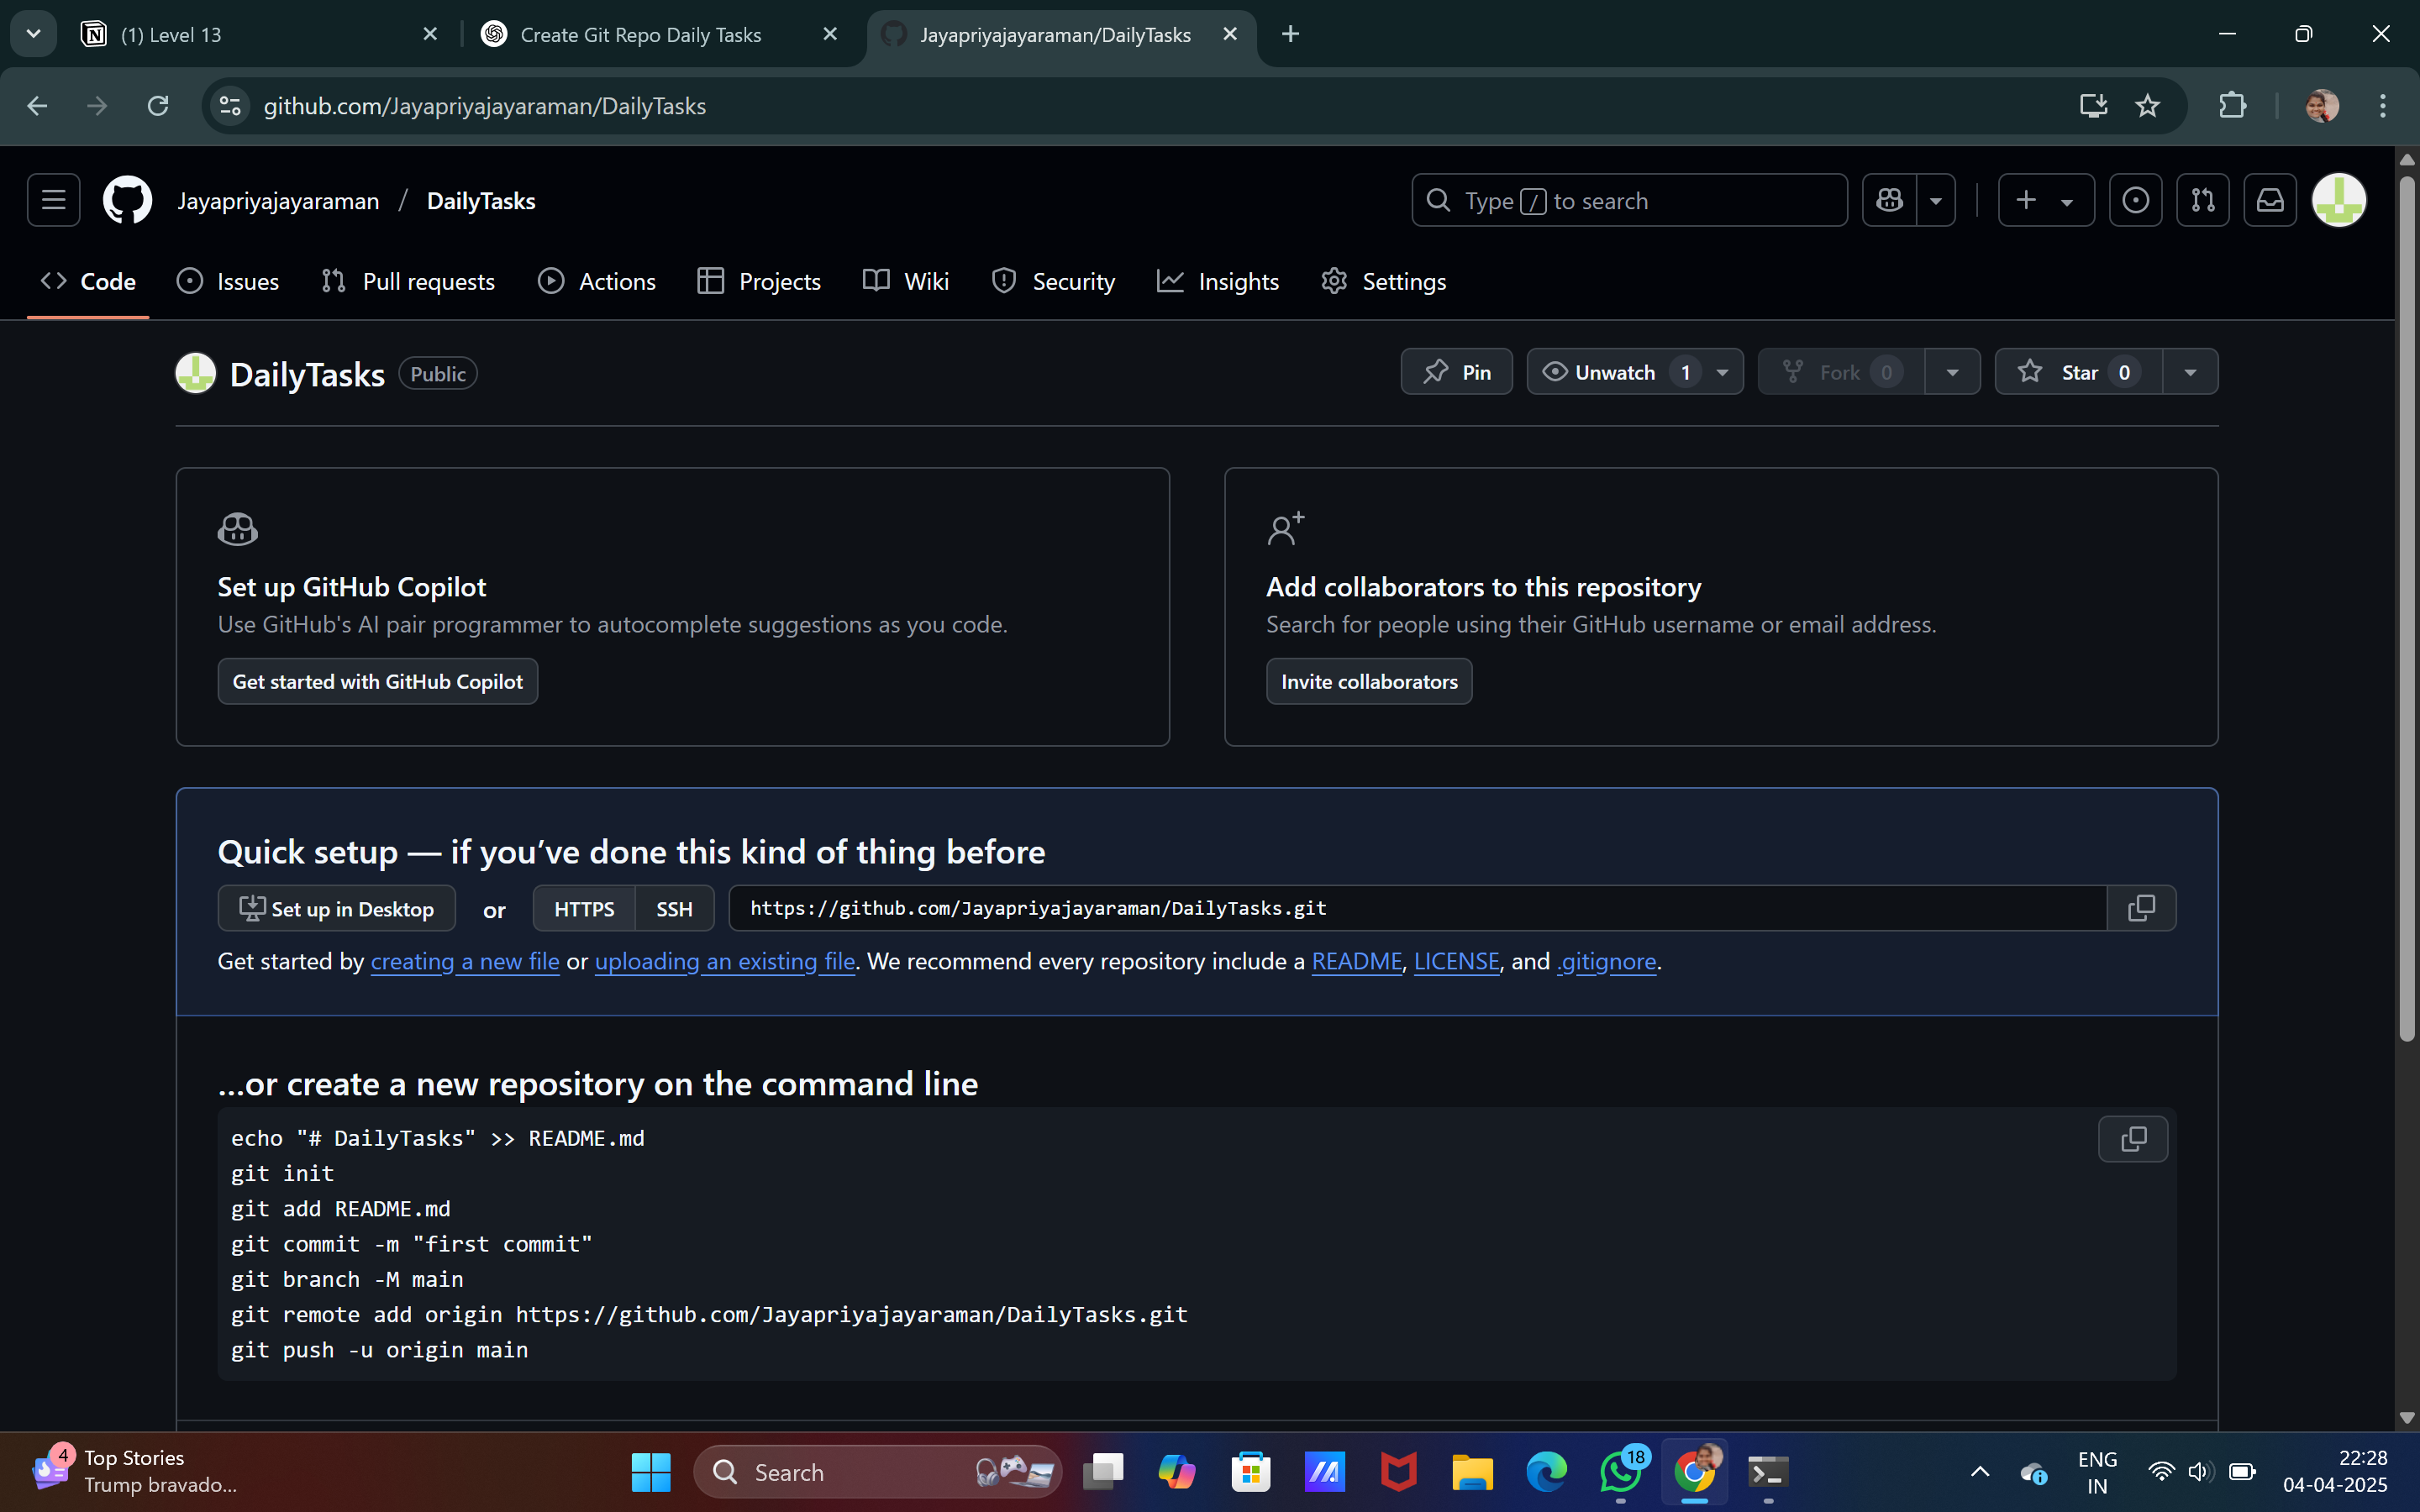 (1) Level 13
Create Git Repo Daily Tasks
Jayapriyajayaraman/DailyTasks
github.com/Jayapriyajayaraman/DailyTasks
Jayapriyajayaraman / DailyTasks
Type / to search
Code
Issues
Pull requests
Actions
Projects
Wiki
Security
Insights
Settings
DailyTasks
Public
Pin
Unwatch 1
Fork 0
Star 0
Set up GitHub Copilot
Use GitHub's AI pair programmer to autocomplete suggestions as you code.
Get started with GitHub Copilot
Add collaborators to this repository
Search for people using their GitHub username or email address.
Invite collaborators
Quick setup — if you’ve done this kind of thing before
Set up in Desktop
or
HTTPS
SSH
https://github.com/Jayapriyajayaraman/DailyTasks.git
Get started by creating a new file or uploading an existing file. We recommend every repository include a README, LICENSE, and .gitignore.
…or create a new repository on the command line
echo "# DailyTasks" >> README.md
git init
git add README.md
git commit -m "first commit"
git branch -M main
git remote add origin https://github.com/Jayapriyajayaraman/DailyTasks.git
git push -u origin main
4
Top Stories
Trump bravado...
Search
18
ENG
IN
22:28
04-04-2025